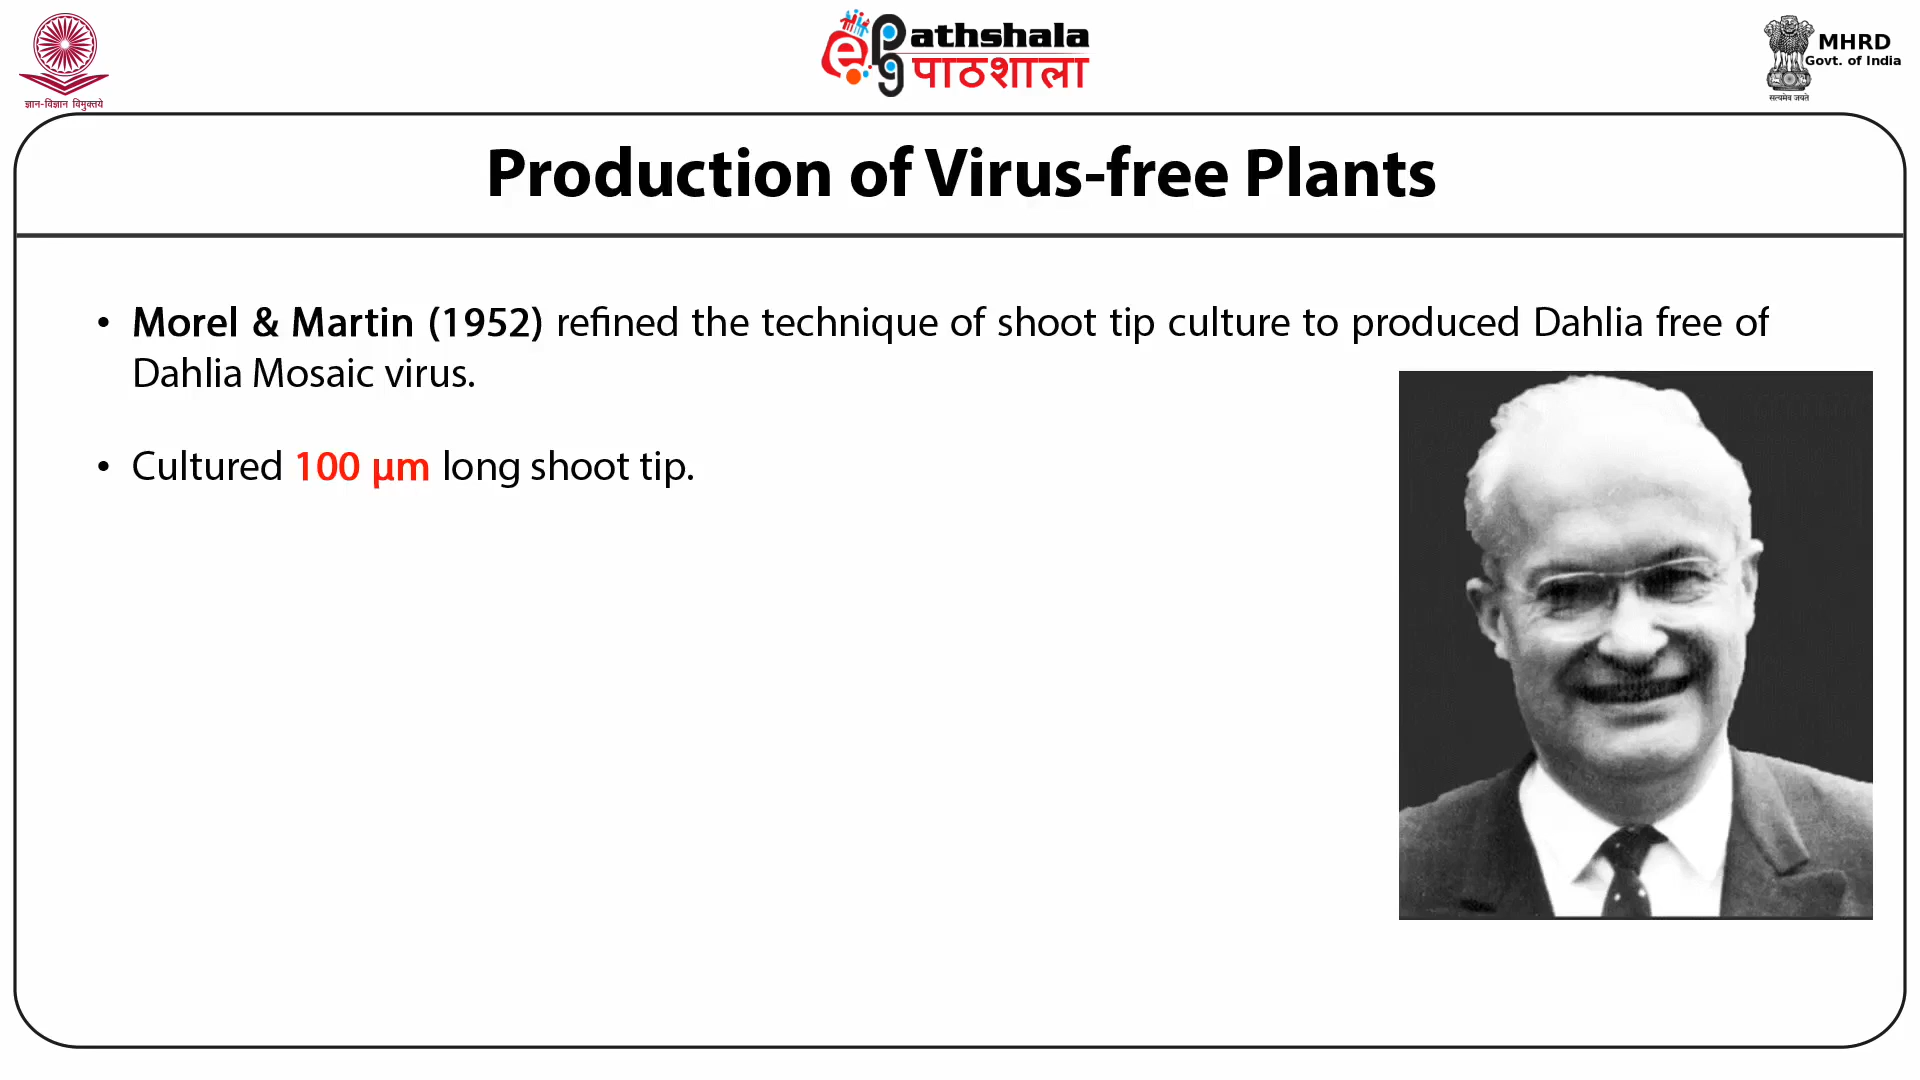 ज्ञान-विज्ञान विमुक्तये
ePGathshala
पाठशाला
MHRD
Govt. of India
सत्यमेव जयते
Production of Virus-free Plants
• Morel & Martin (1952) refined the technique of shoot tip culture to produced Dahlia free of
Dahlia Mosaic virus.
• Cultured 100 µm long shoot tip.